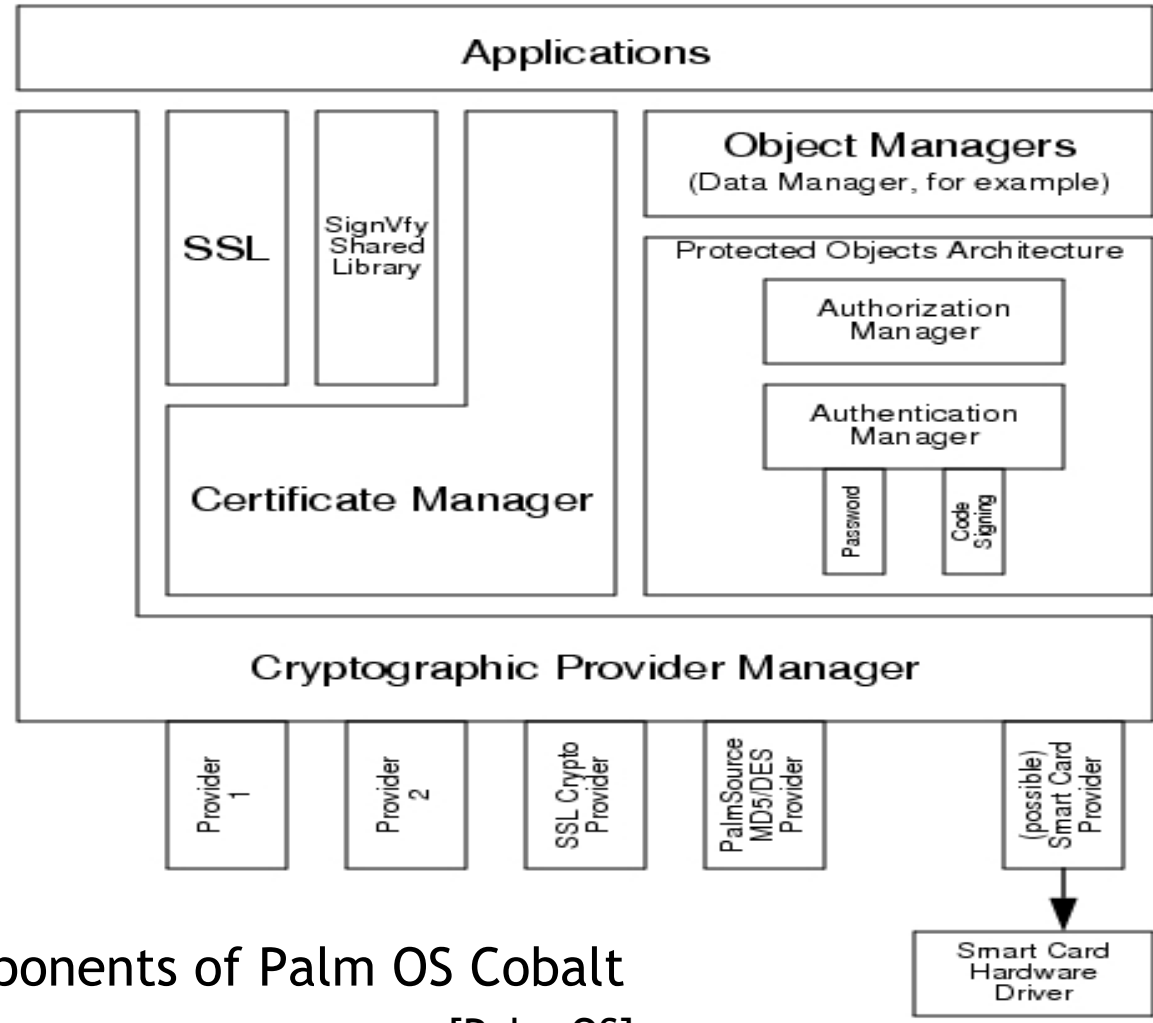 Applications
SSL
SignVfy
Shared
Library
Object Managers
(Data Manager, for example)
Protected Objects Architecture
Authorization
Manager
Authentication
Manager
Password
Code
Signing
Certificate Manager
Cryptographic Provider Manager
Provider
1
Provider
2
SSL Crypto
Provider
PalmSource
MD5/DES
Provider
(possible)
Smart Card
Provider
Smart Card
Hardware
Driver
of Palm OS Cobalt